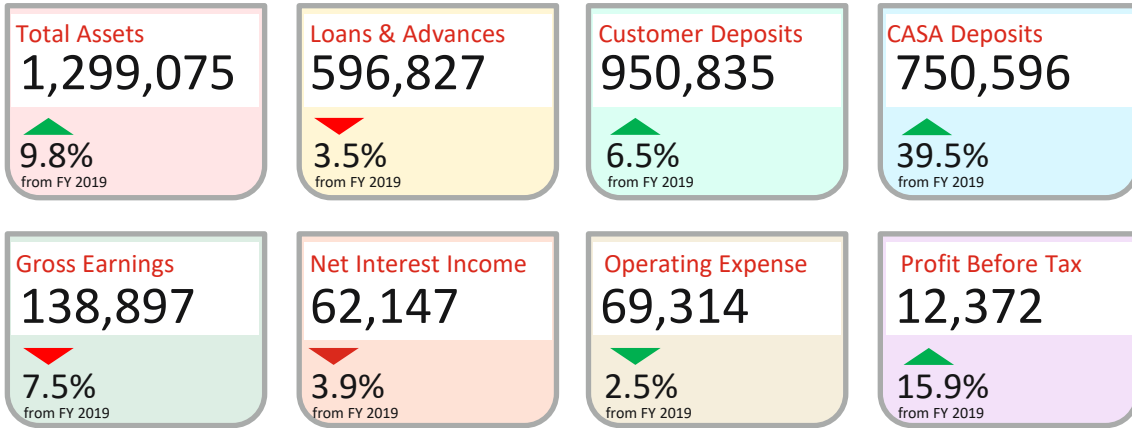 Total Assets
1,299,075
9.8%
from FY 2019
Loans & Advances
596,827
3.5%
from FY 2019
Customer Deposits
950,835
6.5%
from FY 2019
CASA Deposits
750,596
39.5%
from FY 2019
Gross Earnings
138,897
7.5%
from FY 2019
Net Interest Income
62,147
3.9%
from FY 2019
Operating Expense
69,314
2.5%
from FY 2019
Profit Before Tax
12,372
15.9%
from FY 2019